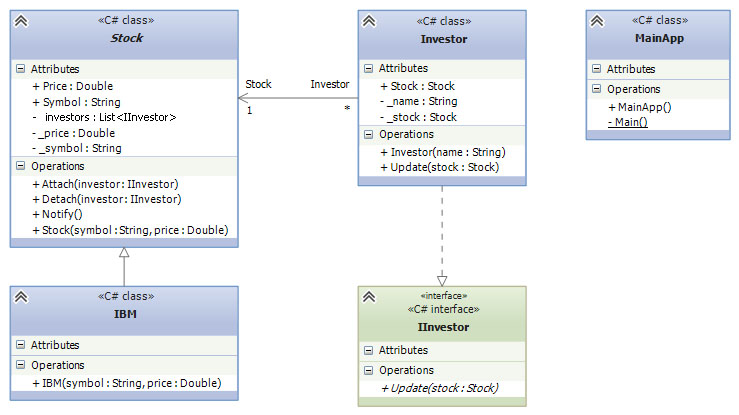 «C# class»
Stock
Attributes
+ Price : Double
+ Symbol : String
- investors : List<IInvestor>
- _price : Double
- _symbol : String
Operations
+ Attach(investor: IInvestor)
+ Detach(investor: IInvestor)
+ Notify()
+ Stock(symbol : String, price : Double)
Stock
Investor
1
*
«C# class»
Investor
Attributes
+ Stock : Stock
- _name : String
- _stock : Stock
Operations
+ Investor(name : String)
+ Update(stock : Stock)
«C# class»
MainApp
Attributes
Operations
+ MainApp()
- Main()
«C# class»
IBM
Attributes
Operations
+ IBM(symbol : String, price : Double)
«interface»
«C# interface»
IInvestor
Attributes
Operations
+ Update(stock : Stock)